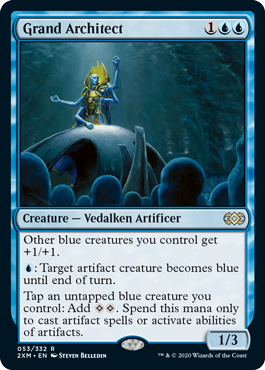 Grand Architect 1
Creature — Vedalken Artificer
Other blue creatures you control get
+1/+1.
: Target artifact creature becomes blue
until end of turn.
Tap an untapped blue creature you
control: Add . Spend this mana only
to cast artifact spells or activate abilities
of artifacts.
1/3
053/332 R
2XM • EN Steven Belledin
™ & © 2020 Wizards of the Coast